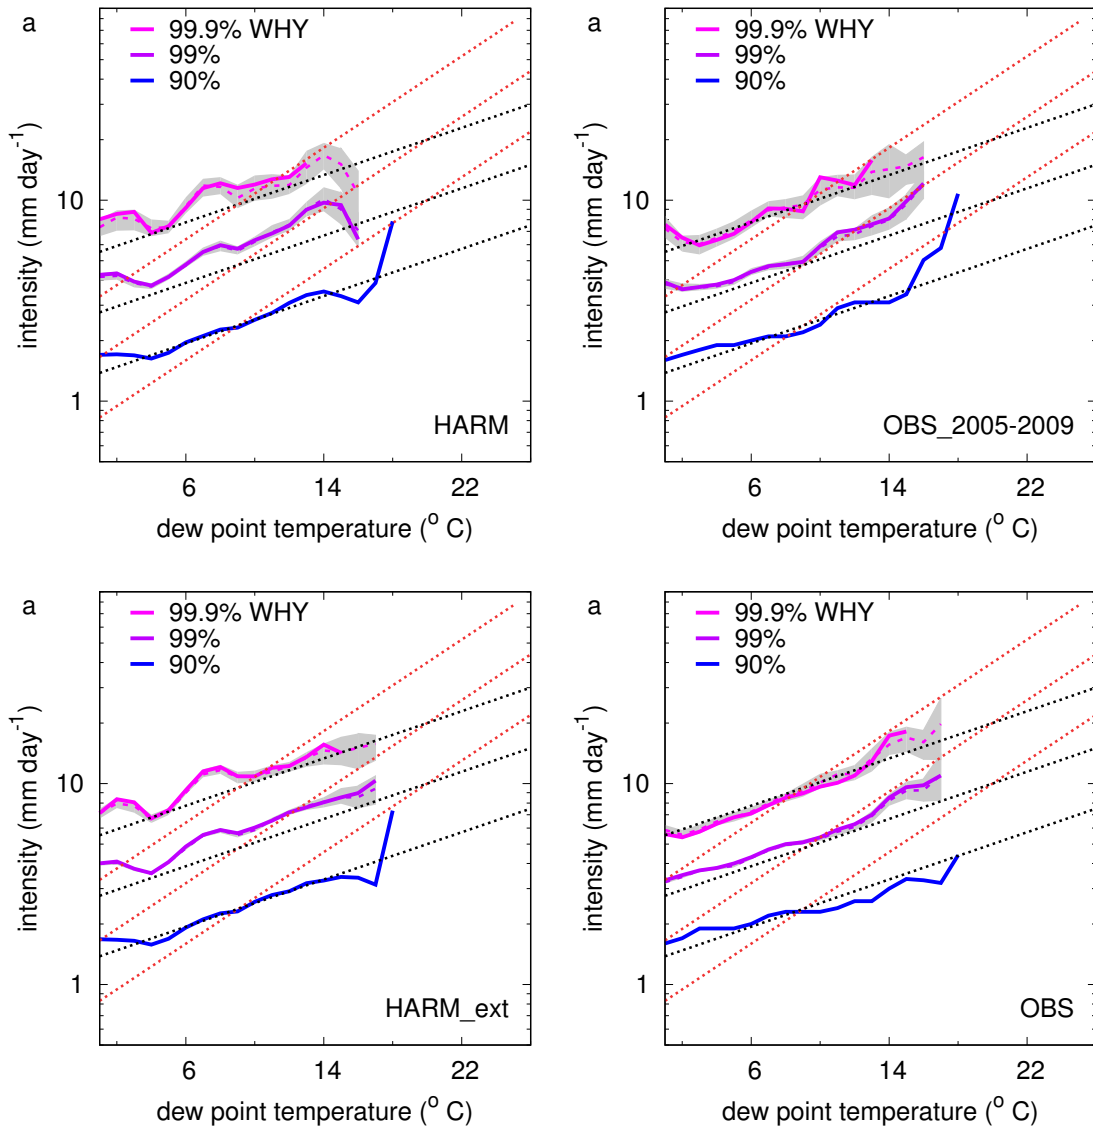 a
99.9% WHY
99%
90%
10
1
intensity (mm day-1)
HARM
6 14 22
dew point temperature (o C)
a
99.9% WHY
99%
90%
10
1
intensity (mm day-1)
OBS_2005-2009
6 14 22
dew point temperature (o C)
a
99.9% WHY
99%
90%
10
1
intensity (mm day-1)
HARM_ext
6 14 22
dew point temperature (o C)
a
99.9% WHY
99%
90%
10
1
intensity (mm day-1)
OBS
6 14 22
dew point temperature (o C)